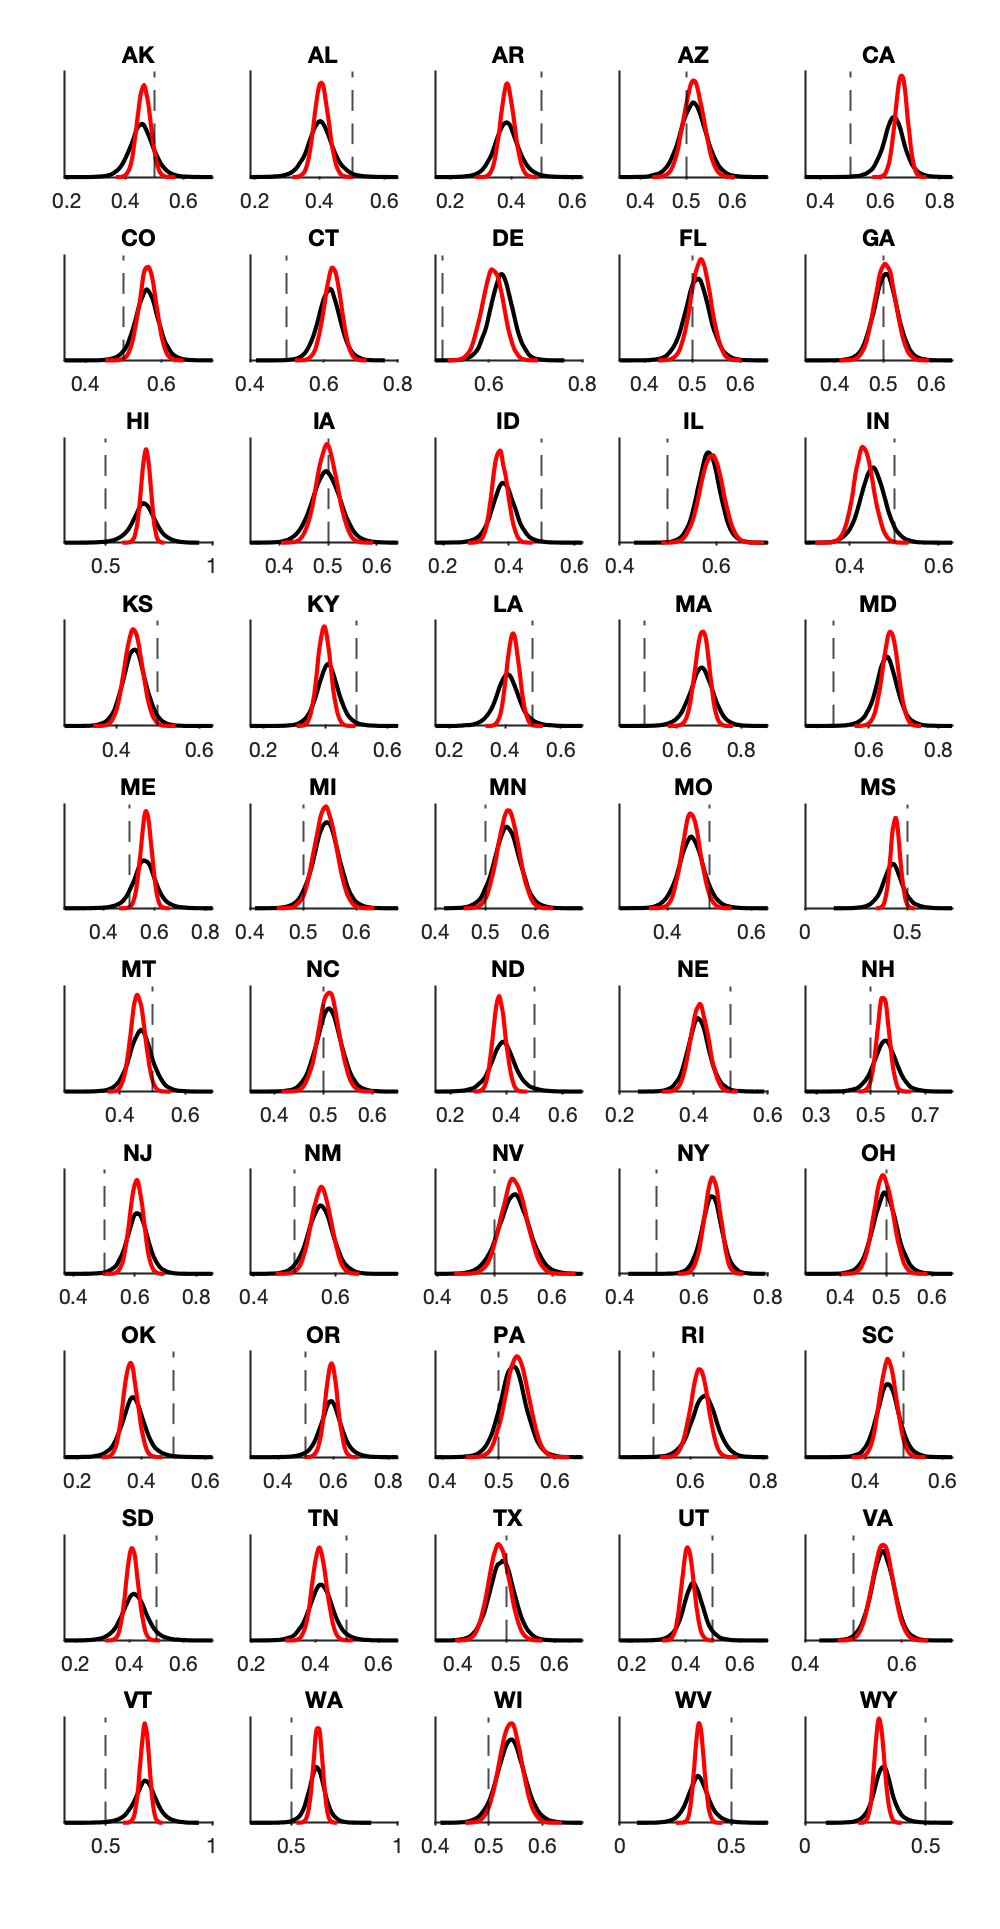 AK AL AR AZ CA
0.2 0.4 0.6 0.2 0.4 0.6 0.2 0.4 0.6 0.4 0.5 0.6 0.4 0.6 0.8
CO CT DE FL GA
0.4 0.6 0.4 0.6 0.8 0.6 0.8 0.4 0.5 0.6 0.4 0.5 0.6
HI IA ID IL IN
0.5 1 0.4 0.5 0.6 0.2 0.4 0.6 0.4 0.6 0.4 0.6
KS KY LA MA MD
0.4 0.6 0.2 0.4 0.6 0.2 0.4 0.6 0.6 0.8 0.6 0.8
ME MI MN MO MS
0.4 0.6 0.8 0.4 0.5 0.6 0.4 0.5 0.6 0.4 0.6 0 0.5
MT NC ND NE NH
0.4 0.6 0.4 0.5 0.6 0.2 0.4 0.6 0.2 0.4 0.6 0.3 0.5 0.7
NJ NM NV NY OH
0.4 0.6 0.8 0.4 0.6 0.4 0.5 0.6 0.4 0.6 0.8 0.4 0.5 0.6
OK OR PA RI SC
0.2 0.4 0.6 0.4 0.6 0.8 0.4 0.5 0.6 0.6 0.8 0.4 0.6
SD TN TX UT VA
0.2 0.4 0.6 0.2 0.4 0.6 0.4 0.5 0.6 0.2 0.4 0.6 0.4 0.6
VT WA WI WV WY
0.5 1 0.5 1 0.4 0.5 0.6 0 0.5 0 0.5